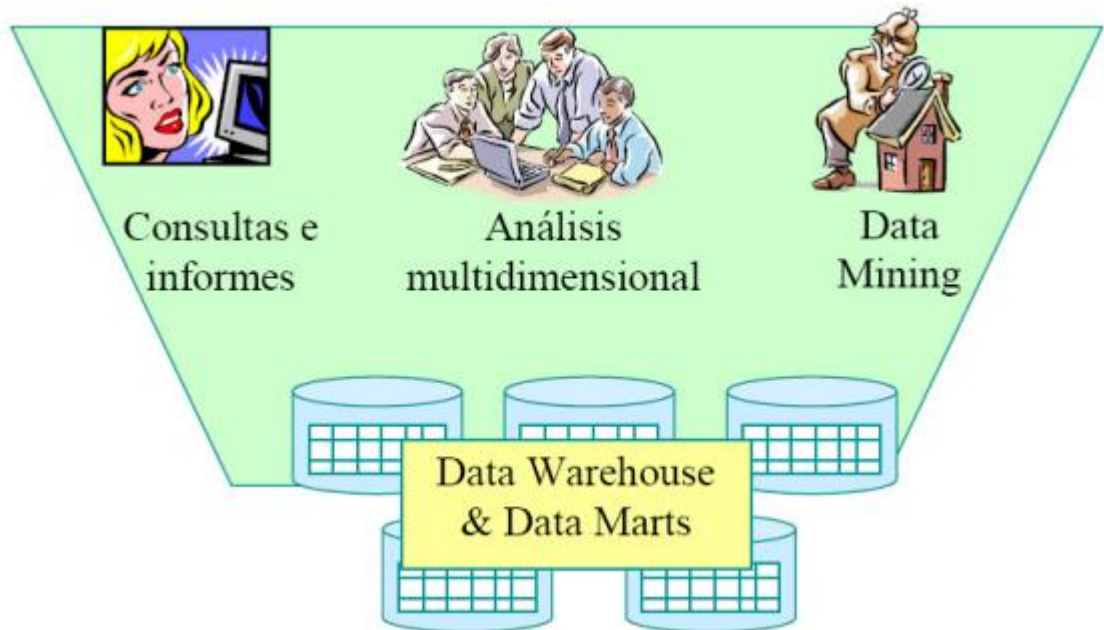 Consultas e
informes
Análisis
multidimensional
Data
Mining
Data Warehouse
& Data Marts